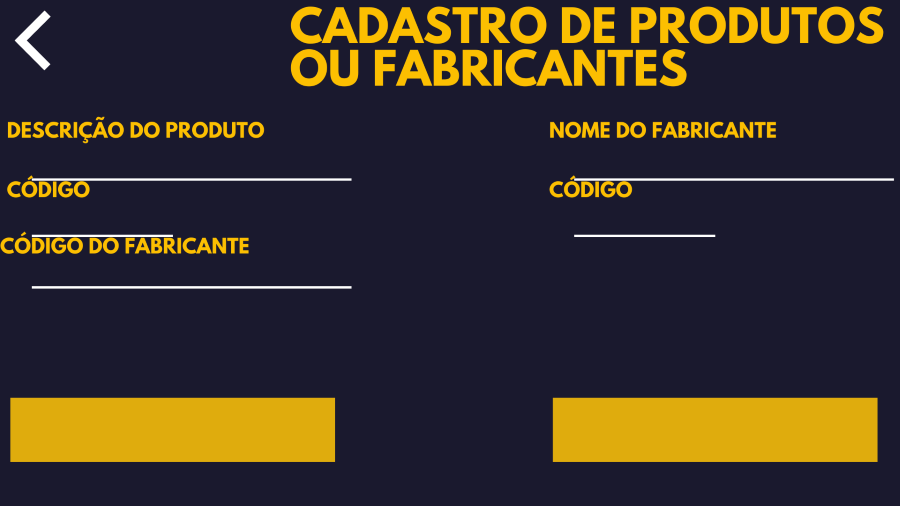 CADASTRO DE PRODUTOS
OU FABRICANTES
DESCRIÇÃO DO PRODUTO
CÓDIGO
CÓDIGO DO FABRICANTE
NOME DO FABRICANTE
CÓDIGO